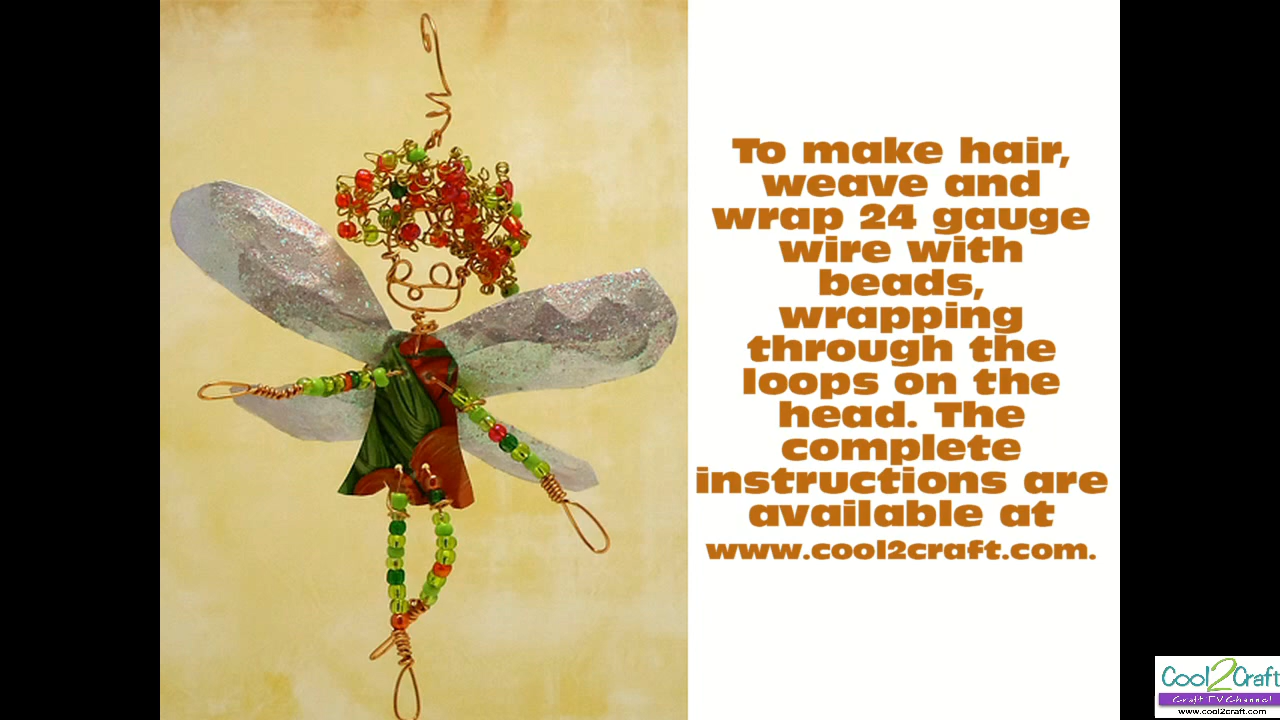 To make hair,
weave and
wrap 24 gauge
wire with
beads,
wrapping
through the
loops on the
head. The
complete
instructions are
available at
www.cool2craft.com.
Cool2Craft
Craft TV Channel
www.cool2craft.com